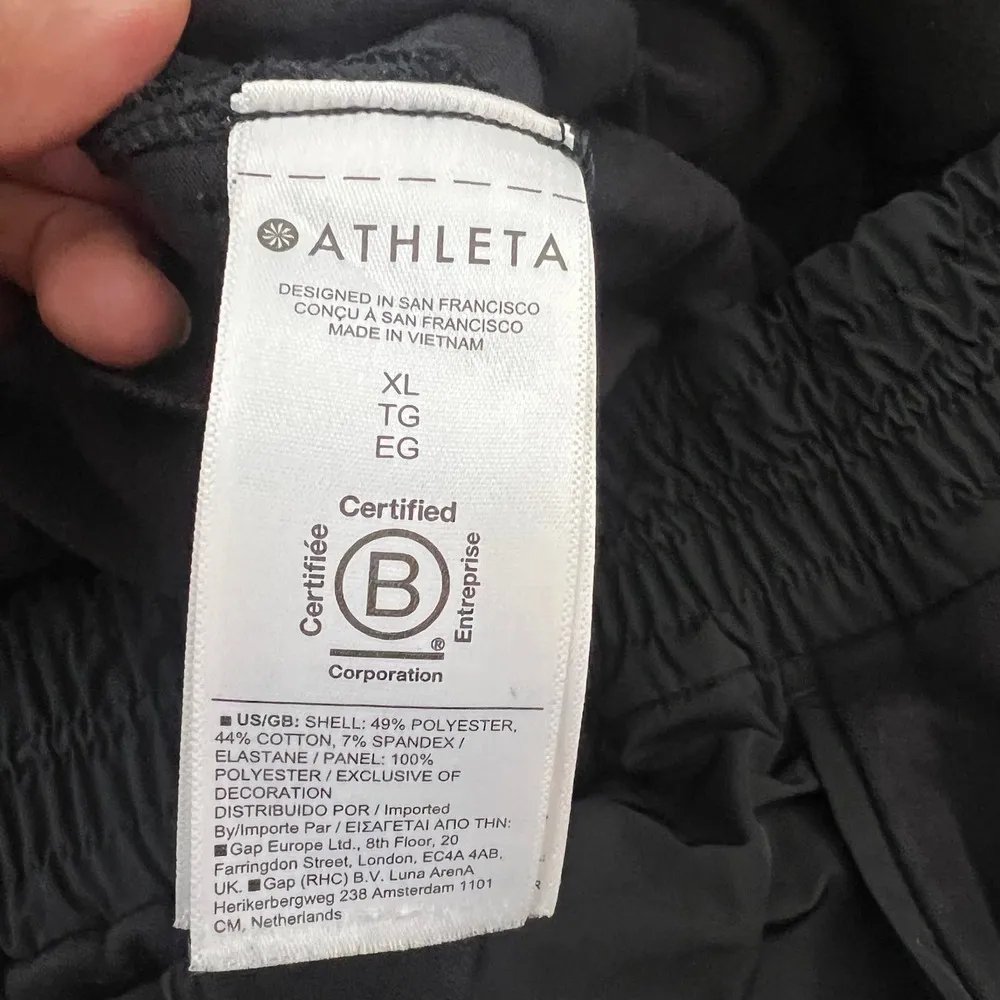 ATHLETA
DESIGNED IN SAN FRANCISCO
CONÇU À SAN FRANCISCO
MADE IN VIETNAM
XL
TG
EG
Certified
Certifiée
B
Entreprise
®
Corporation
US/GB: SHELL: 49% POLYESTER,
44% COTTON, 7% SPANDEX /
ELASTANE / PANEL: 100%
POLYESTER / EXCLUSIVE OF
DECORATION
DISTRIBUIDO POR / Imported
By/Importe Par / ΕΙΣΑΓΕΤΑΙ ΑΠΟ ΤΗΝ:
Gap Europe Ltd., 8th Floor, 20
Farringdon Street, London, EC4A 4AB,
UK. Gap (RHC) B.V. Luna ArenA
Herikerbergweg 238 Amsterdam 1101
CM, Netherlands
R